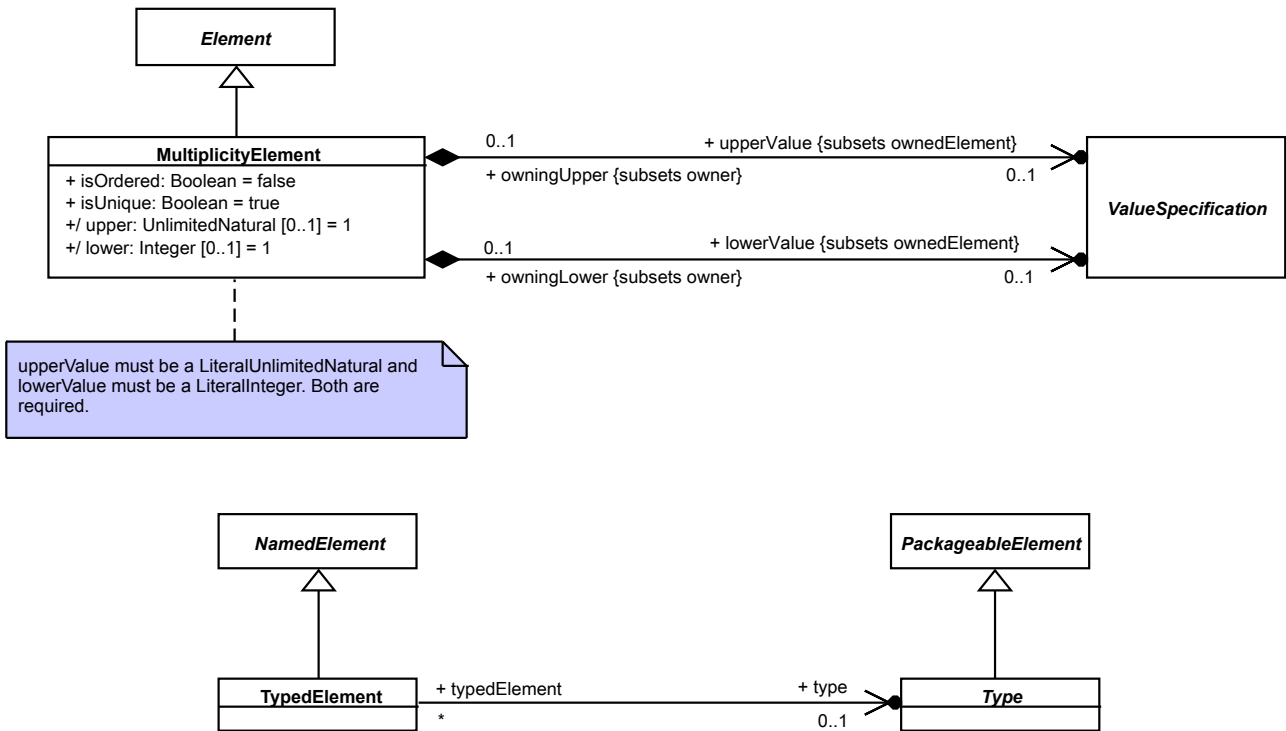 Element
MultiplicityElement
+ isOrdered: Boolean = false
+ isUnique: Boolean = true
+/ upper: UnlimitedNatural [0..1] = 1
+/ lower: Integer [0..1] = 1
0..1
+ upperValue {subsets ownedElement}
+ owningUpper {subsets owner}
0..1
0..1
+ lowerValue {subsets ownedElement}
+ owningLower {subsets owner}
0..1
ValueSpecification
upperValue must be a LiteralUnlimitedNatural and
lowerValue must be a LiteralInteger. Both are
required.
NamedElement
PackageableElement
TypedElement
+ typedElement
*
+ type
0..1
Type